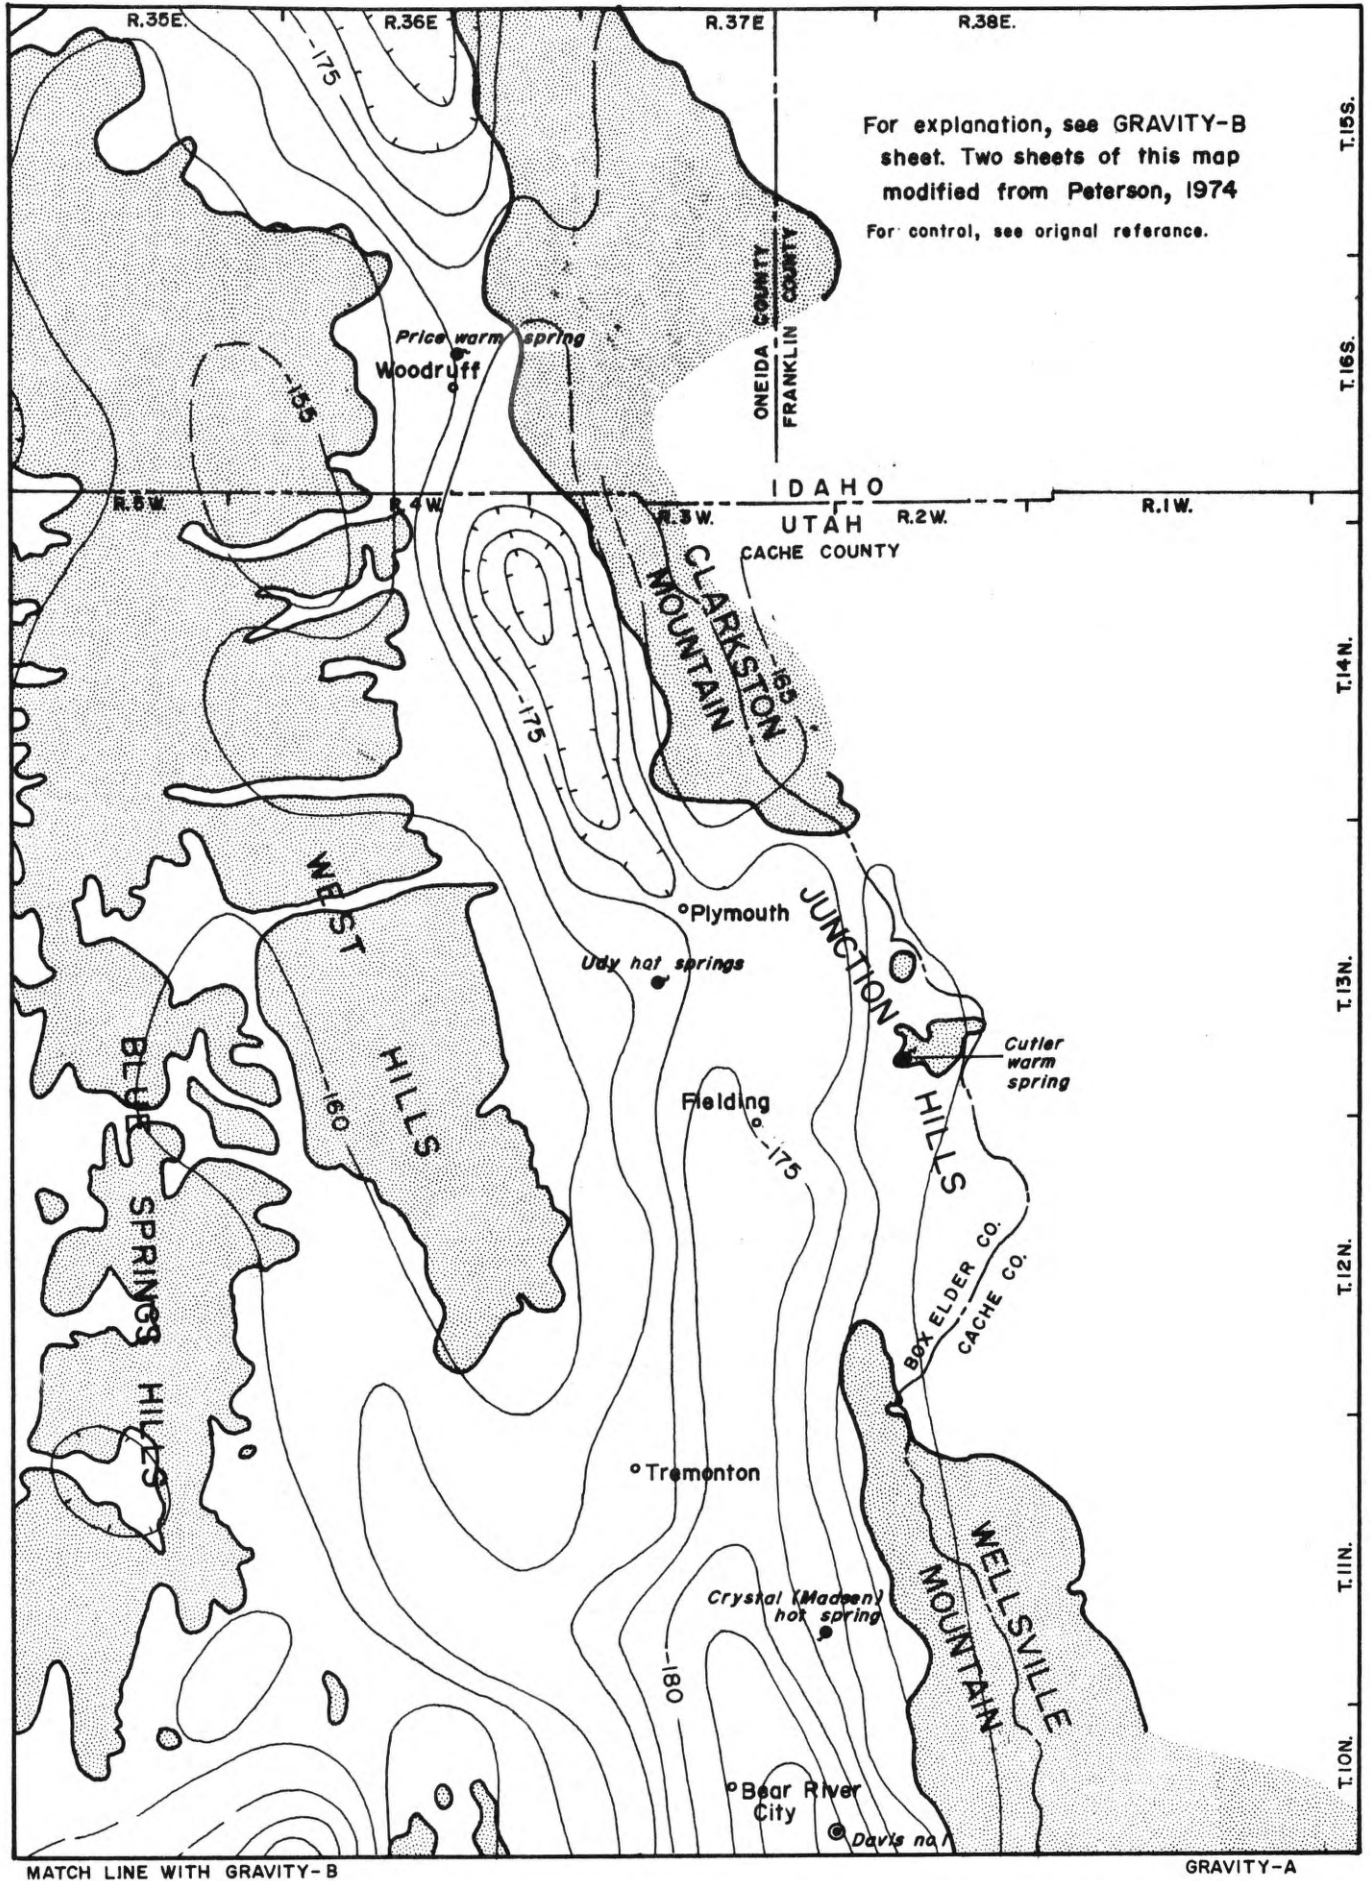 R.35E.
R.36E
R.37E
R.38E.
-175
For explanation, see GRAVITY-B
sheet. Two sheets of this map
modified from Peterson, 1974
For control, see orignal referance.
T.15S.
ONEIDA COUNTY
FRANKLIN COUNTY
Price warm spring
Woodruff
T.16S.
-155
IDAHO
R.5W.
R.4W.
R.3W.
UTAH
R.2W.
R.1W.
CACHE COUNTY
CLARKSTON
MOUNTAIN
-165
T.14N.
-175
WEST
HILLS
Plymouth
JUNCTION
HILLS
Udy hot springs
T.13N.
Cutler
warm
spring
BLUE
SPRINGS
HILLS
-160
Fielding
-175
BOX ELDER CO.
CACHE CO.
T.12N.
Tremonton
WELLSVILLE
MOUNTAIN
T.11N.
Crystal (Madsen)
hot spring
-180
Bear River
City
Davis no 1
T.10N.
MATCH LINE WITH GRAVITY-B
GRAVITY-A